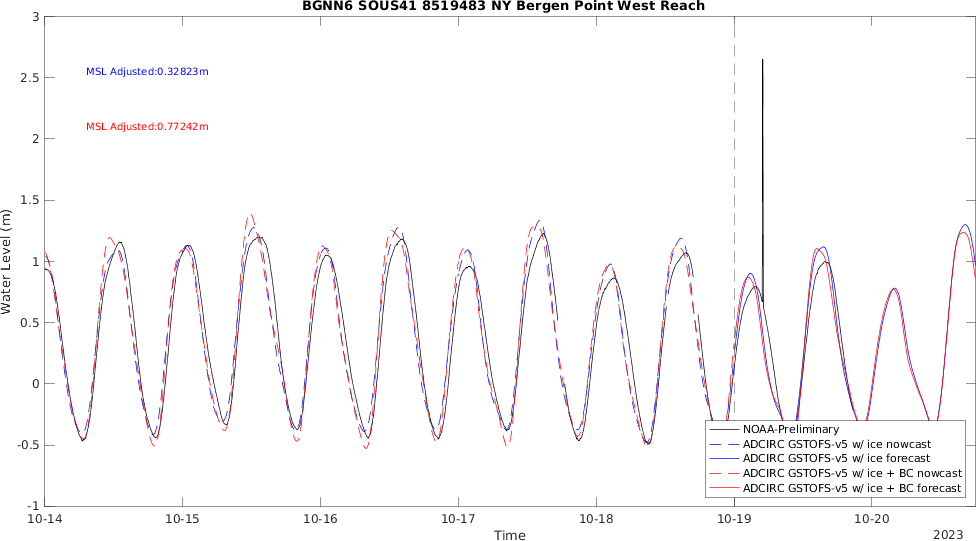 BGNN6 SOUS41 8519483 NY Bergen Point West Reach
3
2.5
2
1.5
1
0.5
0
-0.5
-1
Water Level (m)
MSL Adjusted:0.32823m
MSL Adjusted:0.77242m
NOAA-Preliminary
ADCIRC GSTOFS-v5 w/ ice nowcast
ADCIRC GSTOFS-v5 w/ ice forecast
ADCIRC GSTOFS-v5 w/ ice + BC nowcast
ADCIRC GSTOFS-v5 w/ ice + BC forecast
10-14 10-15 10-16 10-17 10-18 10-19 10-20
Time
2023